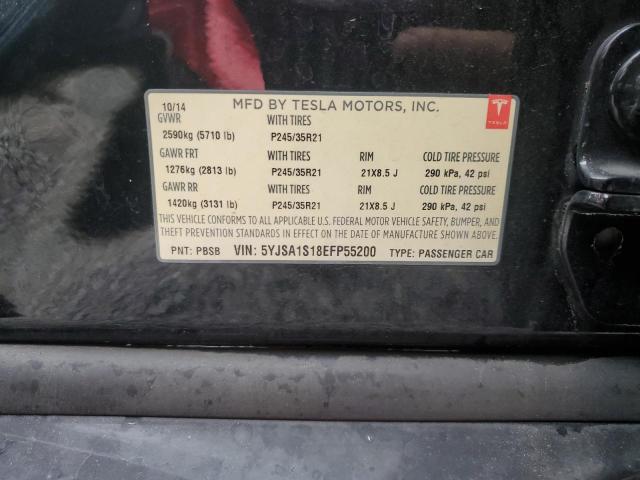 10/14 MFD BY TESLA MOTORS, INC.
GVWR WITH TIRES
2590kg (5710 lb) P245/35R21
GAWR FRT WITH TIRES RIM COLD TIRE PRESSURE
1276kg (2813 lb) P245/35R21 21X8.5 J 290 kPa, 42 psi
GAWR RR WITH TIRES RIM COLD TIRE PRESSURE
1420kg (3131 lb) P245/35R21 21X8.5 J 290 kPa, 42 psi
THIS VEHICLE CONFORMS TO ALL APPLICABLE U.S. FEDERAL MOTOR VEHICLE SAFETY, BUMPER, AND
THEFT PREVENTION STANDARDS IN EFFECT ON THE DATE OF MANUFACTURE SHOWN ABOVE.
PNT: PBSB VIN: 5YJSA1S18EFP55200 TYPE: PASSENGER CAR
TESLA